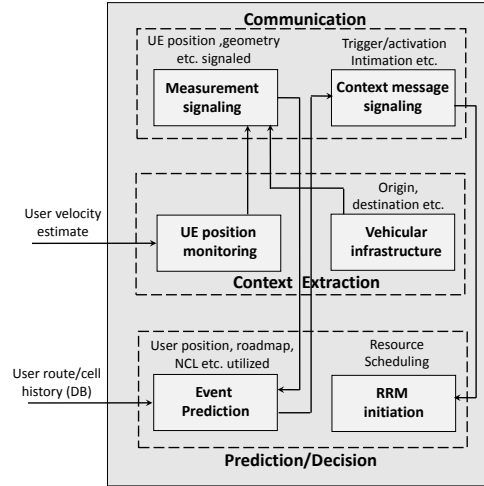 Communication
UE position ,geometry
etc. signaled
Trigger/activation
Intimation etc.
Measurement
signaling
Context message
signaling
Origin,
destination etc.
User velocity
estimate
UE position
monitoring
Vehicular
infrastructure
Context Extraction
User position, roadmap,
NCL etc. utilized
Resource
Scheduling
User route/cell
history (DB)
Event
Prediction
RRM
initiation
Prediction/Decision